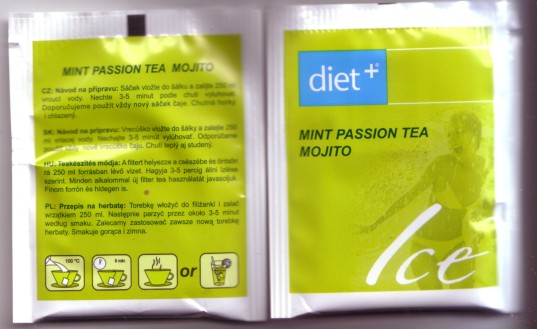 MINT PASSION TEA MOJITO
CZ: Návod na přípravu: Sáček vložte do šálku a zalijte 250 ml
vroucí vody. Nechte 3-5 minut podle chuti vyluhovat.
Doporučujeme použít vždy nový sáček čaje. Chutná horký
i chlazený.
SK: Návod na prípravu: Vrecúško vložte do šálky a zalejte 250
ml vriacej vody. Nechajte 3-5 minút vylúhovať. Odporúčame
použiť vždy nové vrecúško čaju. Chutí teplý aj studený.
HU: Teakészítés módja: A filtert helyezze a csészébe és öntsön
rá 250 ml forrásban lévő vizet. Hagyja 3-5 percig állni ízlése
szerint. Minden alkalommal új filter tea használatát javasoljuk.
Finom forrón és hidegen is.
PL: Przepis na herbatę: Torebkę włożyć do filiżanki i zalać
wrzątkiem 250 ml. Następnie parzyć przez około 3-5 minut
według smaku. Zalecamy zastosować zawsze nową torebkę
herbaty. Smakuje gorąca i zimna.
100 °C
or
diet+®
MINT PASSION TEA
MOJITO
Ice